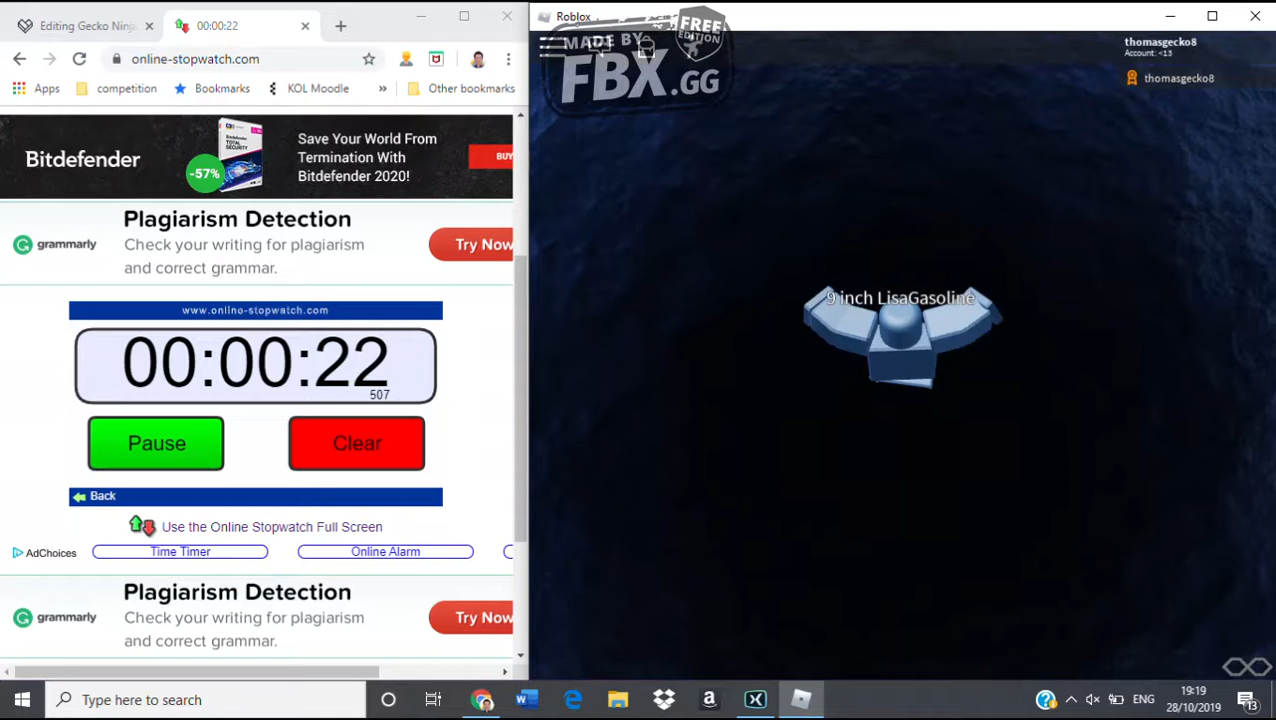 Editing Gecko Ninja
00:00:22
online-stopwatch.com
Apps
competition
Bookmarks
KOL Moodle
»
Other bookmarks
Bitdefender
-57%
BITDEFENDER
TOTAL
SECURITY
Save Your World From
Termination With
Bitdefender 2020!
BUY
grammarly
Plagiarism Detection
Check your writing for plagiarism
and correct grammar.
Try Now
www.online-stopwatch.com
00:00:22
507
Pause
Clear
Back
Use the Online Stopwatch Full Screen
AdChoices
Time Timer
Online Alarm
grammarly
Plagiarism Detection
Check your writing for plagiarism
and correct grammar.
Try Now
Roblox
MADE BY
FBX.GG
FREE
EDITION
thomasgecko8
Account: <13
thomasgecko8
9 inch LisaGasoline
Type here to search
ENG
19:19
28/10/2019
13